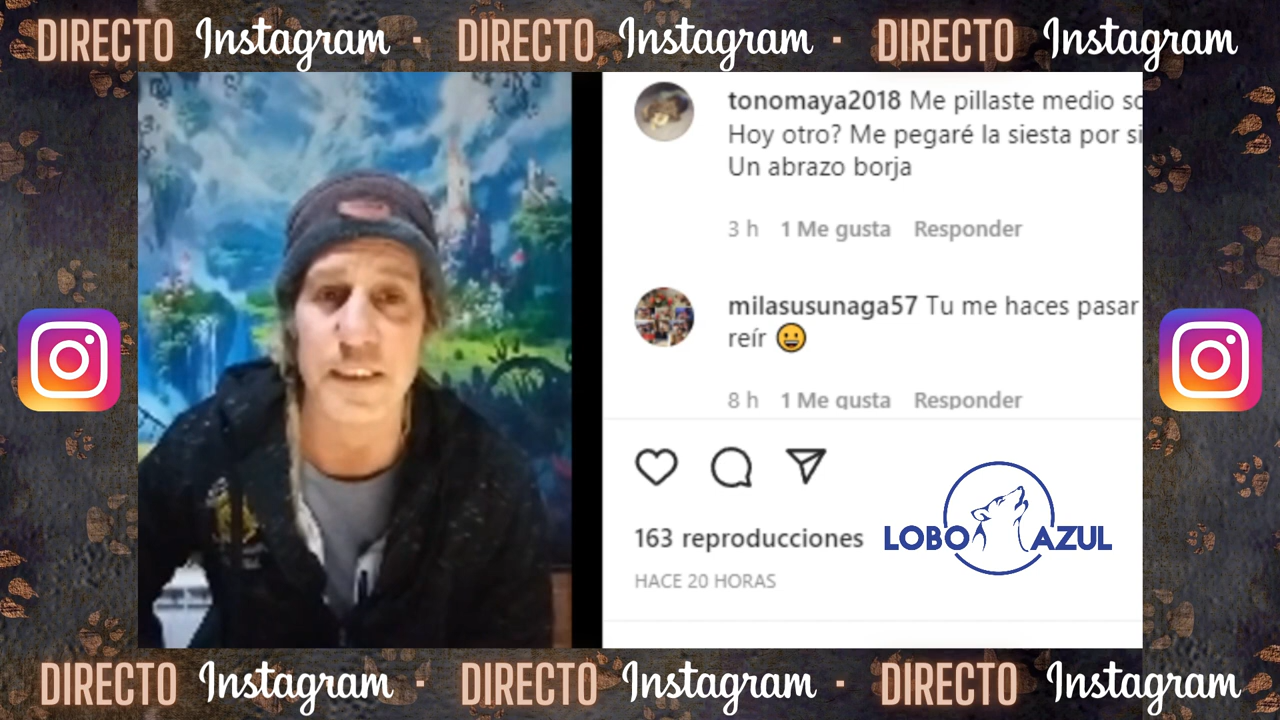 DIRECTO Instagram · DIRECTO Instagram · DIRECTO Instagram
tonomaya2018 Me pillaste medio
Hoy otro? Me pegaré la siesta por si
Un abrazo borja
3 h 1 Me gusta Responder
milasusunaga57 Tu me haces pasar
reír 😀
8 h 1 Me gusta Responder
163 reproducciones
HACE 20 HORAS
LOBO AZUL
DIRECTO Instagram · DIRECTO Instagram · DIRECTO Instagram